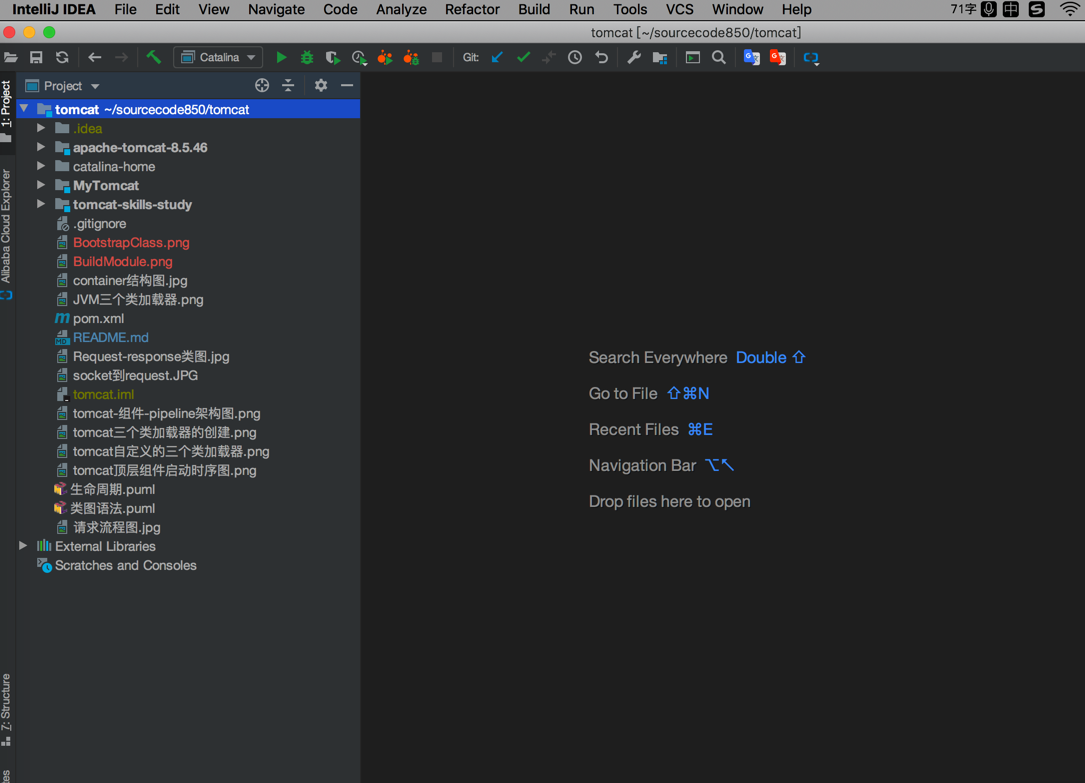 IntelliJ IDEA File Edit View Navigate Code Analyze Refactor Build Run Tools VCS Window Help 71字 中 S
tomcat [~/sourcecode850/tomcat]
Catalina Git:
1: Project
Alibaba Cloud Explorer
7: Structure
Project
tomcat ~/sourcecode850/tomcat
.idea
apache-tomcat-8.5.46
catalina-home
MyTomcat
tomcat-skills-study
.gitignore
BootstrapClass.png
BuildModule.png
container结构图.jpg
JVM三个类加载器.png
pom.xml
README.md
Request-response类图.jpg
socket到request.JPG
tomcat.iml
tomcat-组件-pipeline架构图.png
tomcat三个类加载器的创建.png
tomcat自定义的三个类加载器.png
tomcat顶层组件启动时序图.png
生命周期.puml
类图语法.puml
请求流程图.jpg
External Libraries
Scratches and Consoles
Search Everywhere Double ⇧
Go to File ⇧⌘N
Recent Files ⌘E
Navigation Bar ⌥↖
Drop files here to open